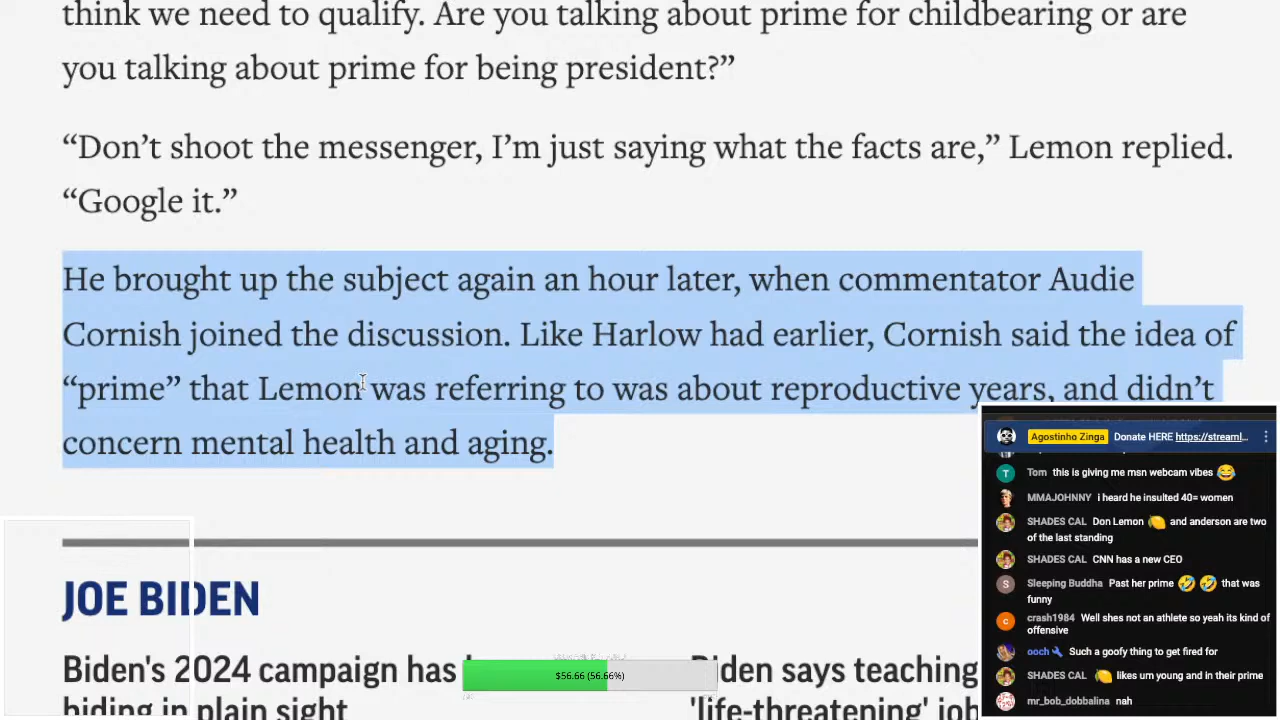 think we need to qualify. Are you talking about prime for childbearing or are
you talking about prime for being president?”
“Don’t shoot the messenger, I’m just saying what the facts are,” Lemon replied.
“Google it.”
He brought up the subject again an hour later, when commentator Audie
Cornish joined the discussion. Like Harlow had earlier, Cornish said the idea of
“prime” that Lemon was referring to was about reproductive years, and didn’t
concern mental health and aging.
JOE BIDEN
Biden's 2024 campaign has
hiding in plain sight
Biden says teaching
'life-threatening' job
$56.66 (56.66%)
Agostinho Zinga Donate HERE https://streaml...
Tom this is giving me msn webcam vibes 😂
MMAJOHNNY i heard he insulted 40= women
SHADES CAL Don Lemon 🍋 and anderson are two
of the last standing
SHADES CAL CNN has a new CEO
Sleeping Buddha Past her prime 🤣 🤣 that was
funny
crash1984 Well shes not an athlete so yeah its kind of
offensive
ooch 🔧 Such a goofy thing to get fired for
SHADES CAL 🍋 likes um young and in their prime
mr_bob_dobbalina nah